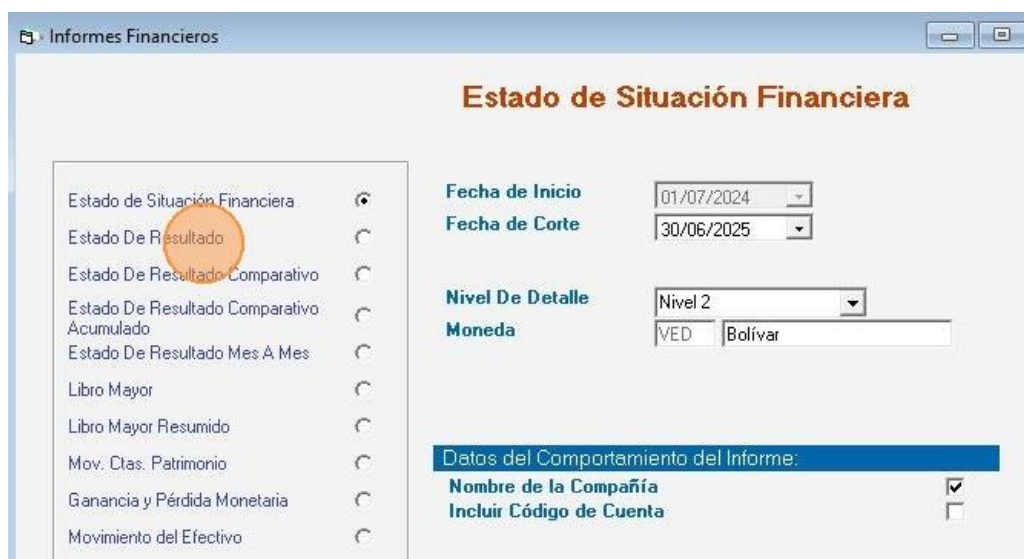 Informes Financieros
Estado de Situación Financiera
Estado de Situación Financiera
Estado De Resultado
Estado De Resultado Comparativo
Estado De Resultado Comparativo
Acumulado
Estado De Resultado Mes A Mes
Libro Mayor
Libro Mayor Resumido
Mov. Ctas. Patrimonio
Ganancia y Pérdida Monetaria
Movimiento del Efectivo
Fecha de Inicio 01/07/2024
Fecha de Corte 30/06/2025
Nivel De Detalle Nivel 2
Moneda VED Bolívar
Datos del Comportamiento del Informe:
Nombre de la Compañía
Incluir Código de Cuenta